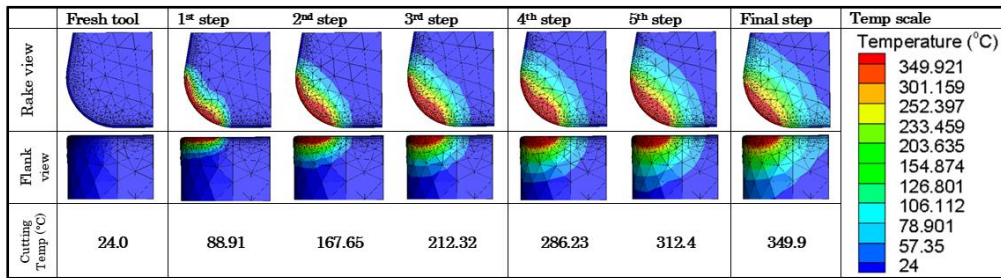 Fresh tool 1st step 2nd step 3rd step 4th step 5th step Final step Temp scale
Rake view
Flank view
Cutting Temp (°C) 24.0 88.91 167.65 212.32 286.23 312.4 349.9
Temperature (°C)
349.921
301.159
252.397
233.459
203.635
154.874
126.801
106.112
78.901
57.35
24